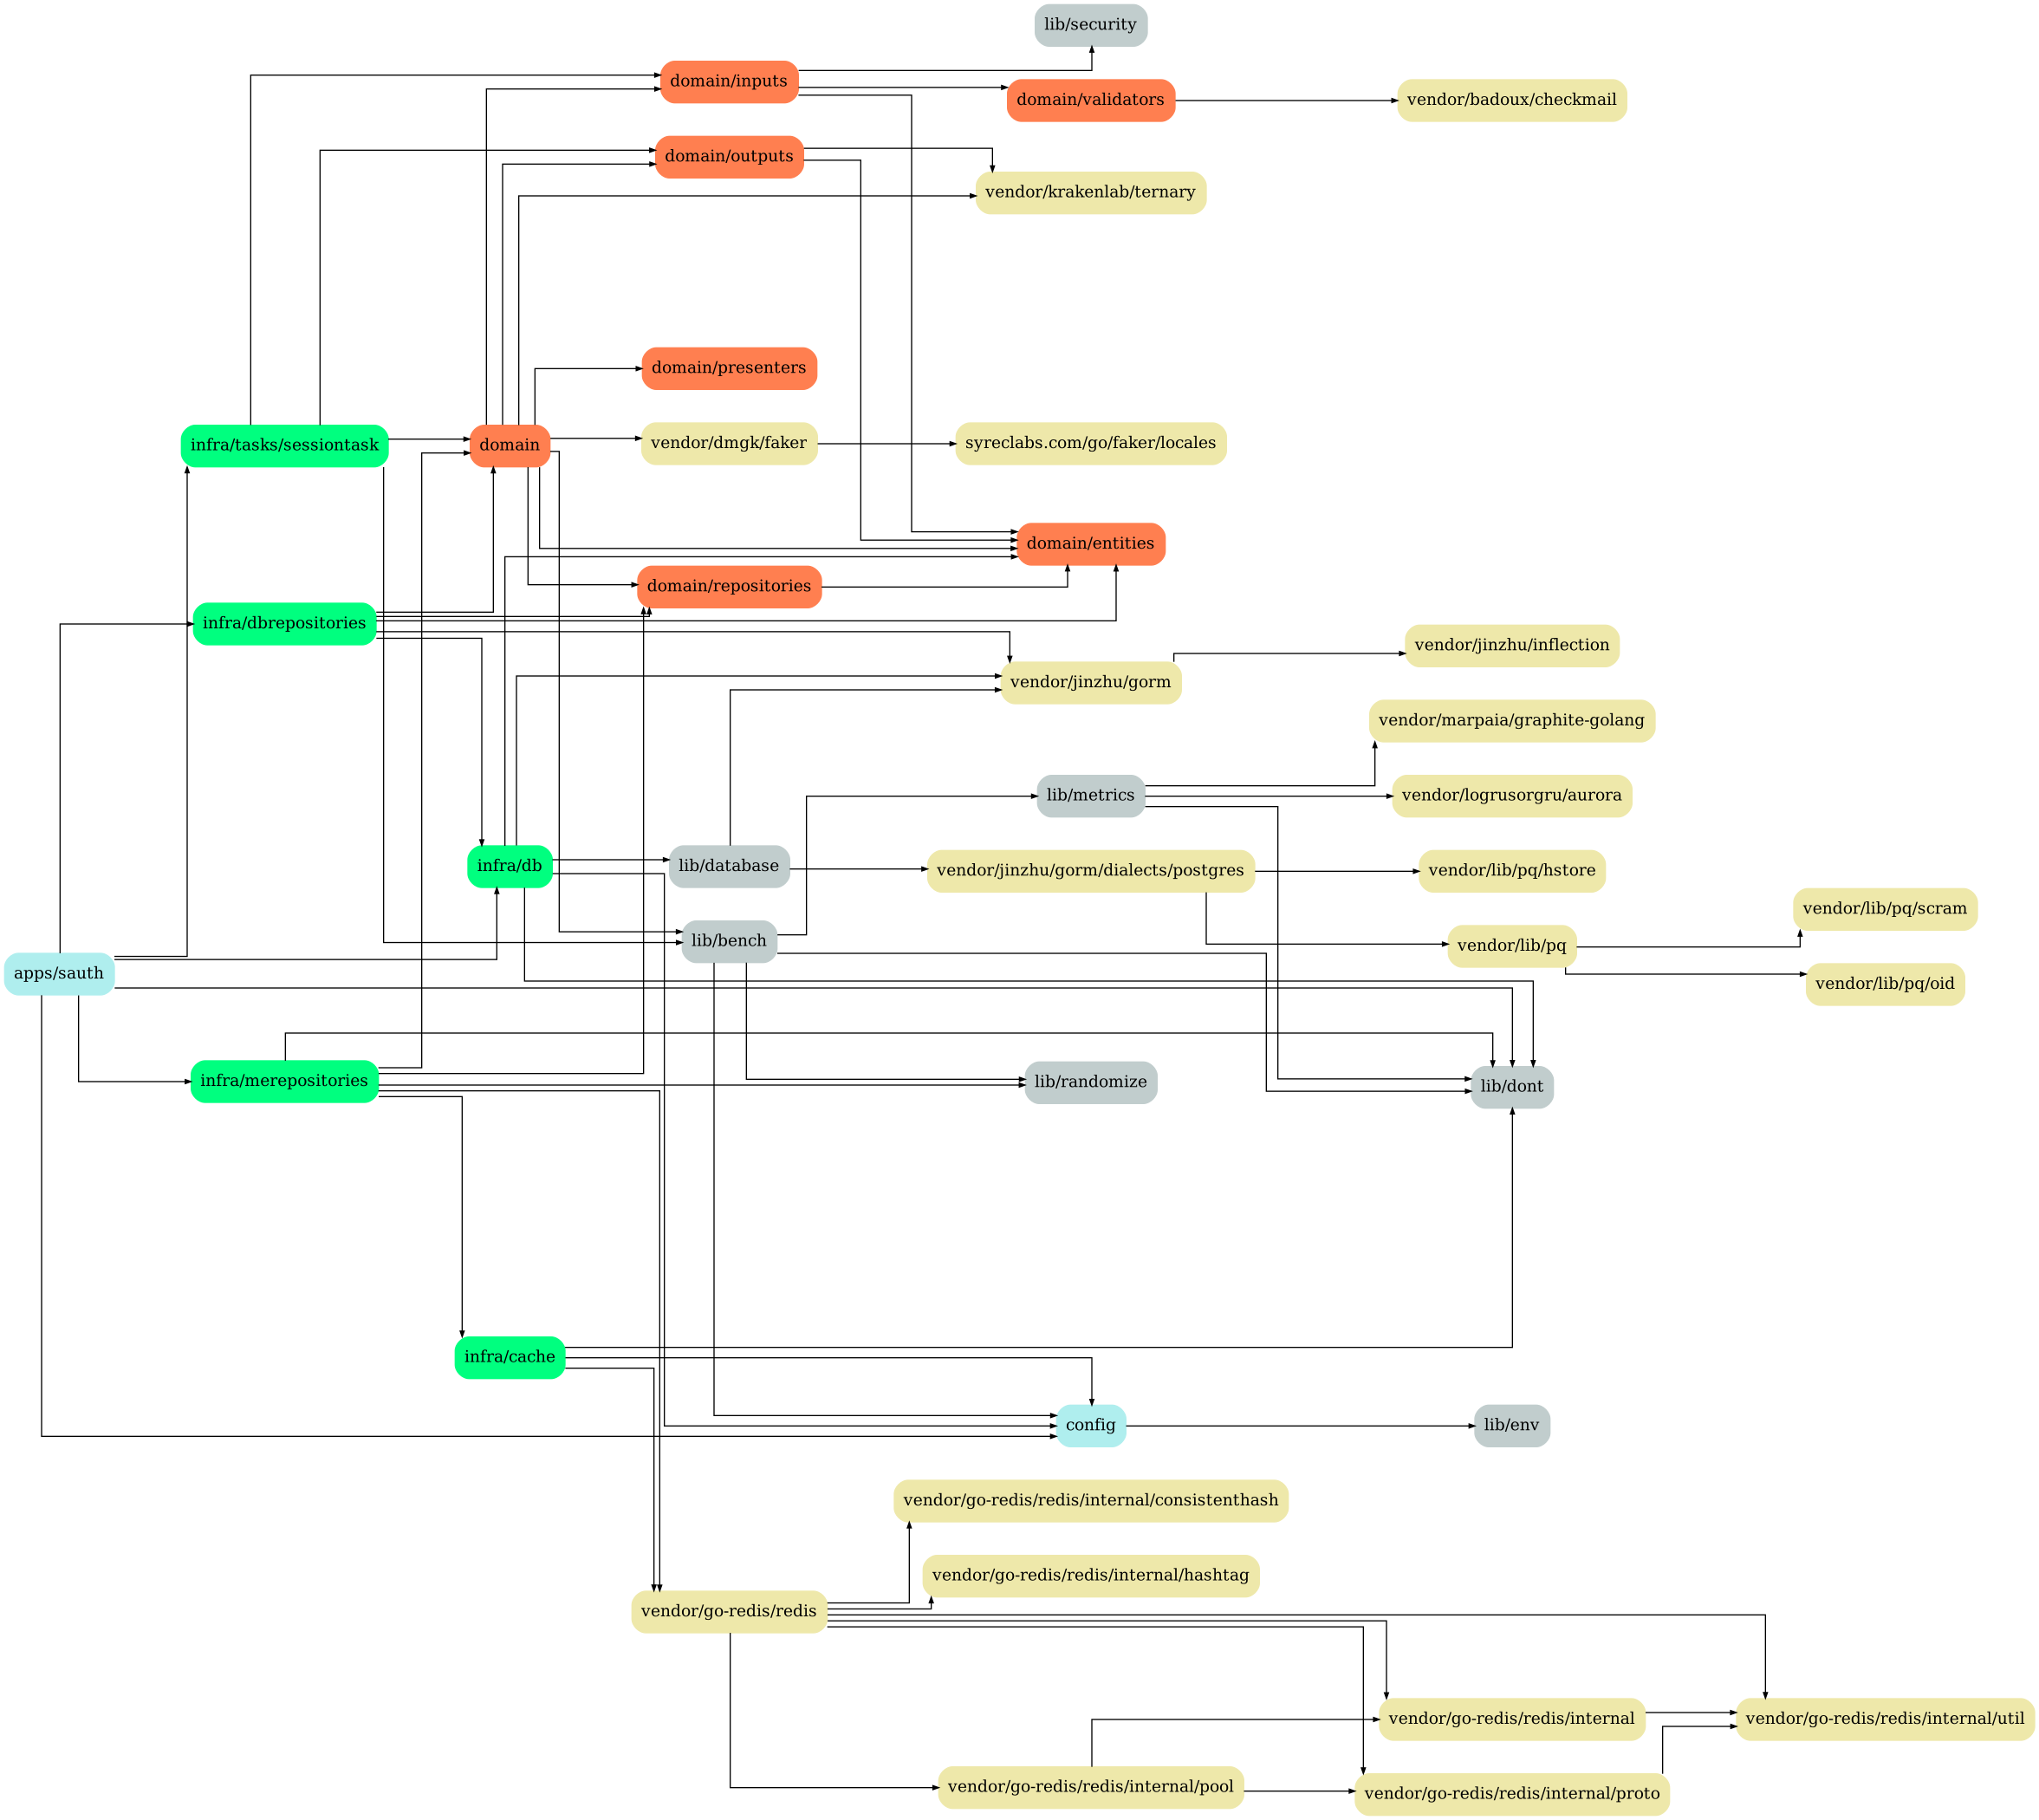 lib/security
domain/inputs
domain/validators
vendor/badoux/checkmail
domain/outputs
vendor/krakenlab/ternary
domain/presenters
infra/tasks/sessiontask
domain
vendor/dmgk/faker
syreclabs.com/go/faker/locales
domain/entities
domain/repositories
infra/dbrepositories
vendor/jinzhu/inflection
vendor/jinzhu/gorm
vendor/marpaia/graphite-golang
lib/metrics
vendor/logrusorgru/aurora
infra/db
lib/database
vendor/jinzhu/gorm/dialects/postgres
vendor/lib/pq/hstore
vendor/lib/pq/scram
lib/bench
vendor/lib/pq
apps/sauth
vendor/lib/pq/oid
infra/merepositories
lib/randomize
lib/dont
infra/cache
config
lib/env
vendor/go-redis/redis/internal/consistenthash
vendor/go-redis/redis/internal/hashtag
vendor/go-redis/redis
vendor/go-redis/redis/internal
vendor/go-redis/redis/internal/util
vendor/go-redis/redis/internal/pool
vendor/go-redis/redis/internal/proto